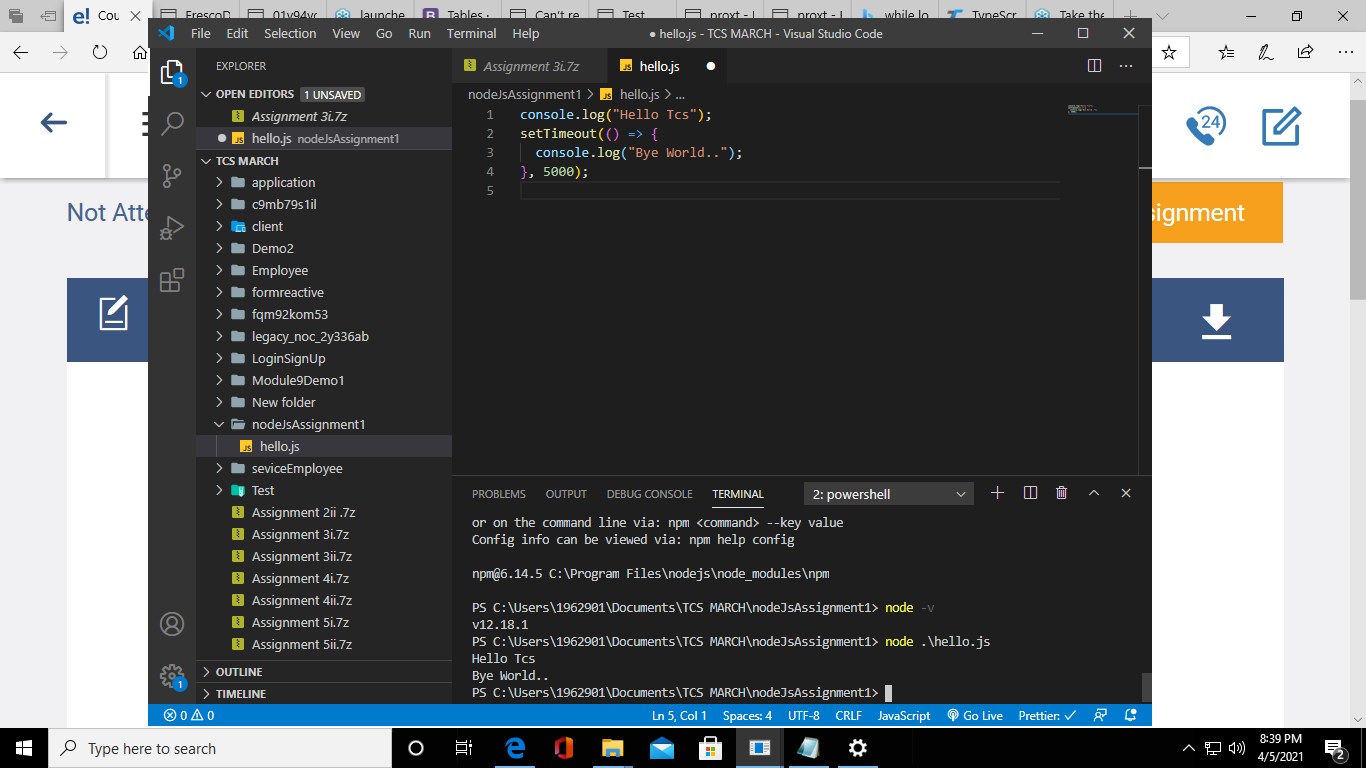 Cou
FrescoD
01y94yo
launche
Tables ·
Can't re
Test
proxt - I
proxt - I
while lo
TypeScr
Take the
File Edit Selection View Go Run Terminal Help
● hello.js - TCS MARCH - Visual Studio Code
24
Not Atte
signment
EXPLORER
OPEN EDITORS 1 UNSAVED
Assignment 3i.7z
hello.js nodeJsAssignment1
TCS MARCH
application
c9mb79s1il
client
Demo2
Employee
formreactive
fqm92kom53
legacy_noc_2y336ab
LoginSignUp
Module9Demo1
New folder
nodeJsAssignment1
hello.js
seviceEmployee
Test
Assignment 2ii .7z
Assignment 3i.7z
Assignment 3ii.7z
Assignment 4i.7z
Assignment 4ii.7z
Assignment 5i.7z
Assignment 5ii.7z
OUTLINE
TIMELINE
Assignment 3i.7z
hello.js
nodeJsAssignment1 > hello.js > ...
1 console.log("Hello Tcs");
2 setTimeout(() => {
3 console.log("Bye World..");
4 }, 5000);
5
PROBLEMS OUTPUT DEBUG CONSOLE TERMINAL 2: powershell
or on the command line via: npm <command> --key value
Config info can be viewed via: npm help config
npm@6.14.5 C:\Program Files\nodejs\node_modules\npm
PS C:\Users\1962901\Documents\TCS MARCH\nodeJsAssignment1> node -v
v12.18.1
PS C:\Users\1962901\Documents\TCS MARCH\nodeJsAssignment1> node .\hello.js
Hello Tcs
Bye World..
PS C:\Users\1962901\Documents\TCS MARCH\nodeJsAssignment1>
0 0 Ln 5, Col 1 Spaces: 4 UTF-8 CRLF JavaScript Go Live Prettier: ✓
Type here to search
8:39 PM
4/5/2021
2